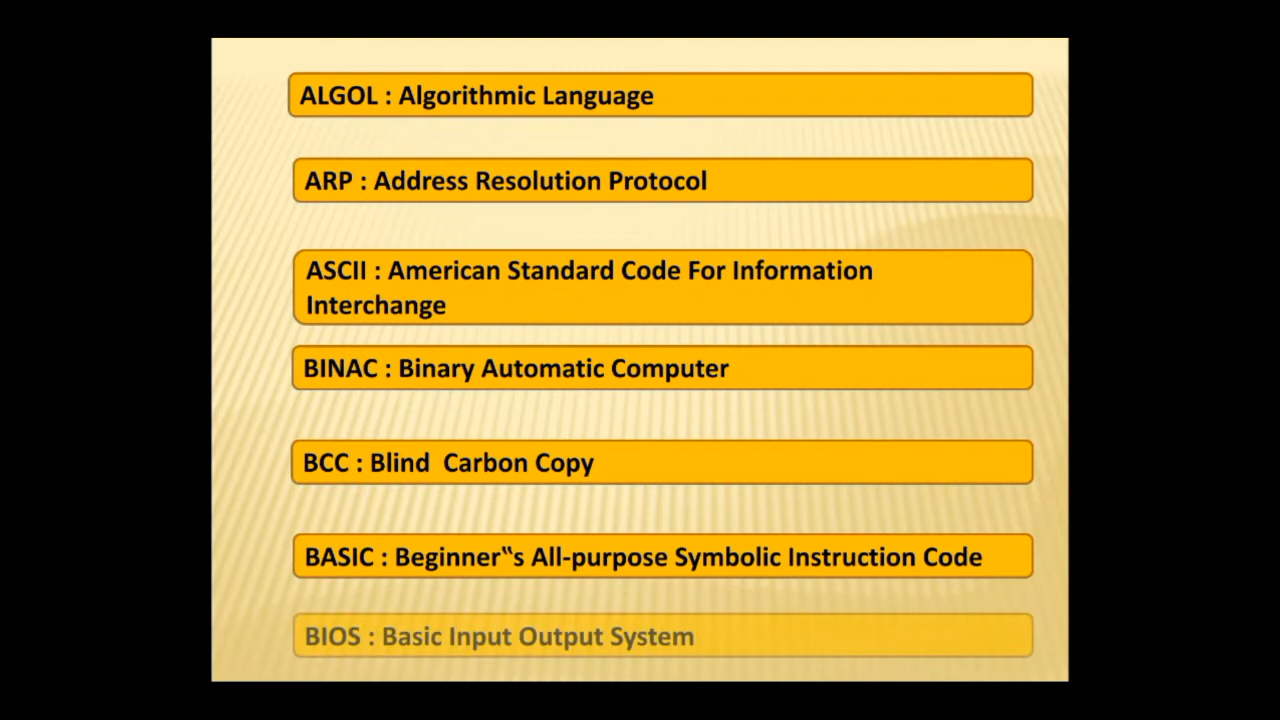 ALGOL : Algorithmic Language
ARP : Address Resolution Protocol
ASCII : American Standard Code For Information
Interchange
BINAC : Binary Automatic Computer
BCC : Blind  Carbon Copy
BASIC : Beginner‟s All-purpose Symbolic Instruction Code
BIOS : Basic Input Output System